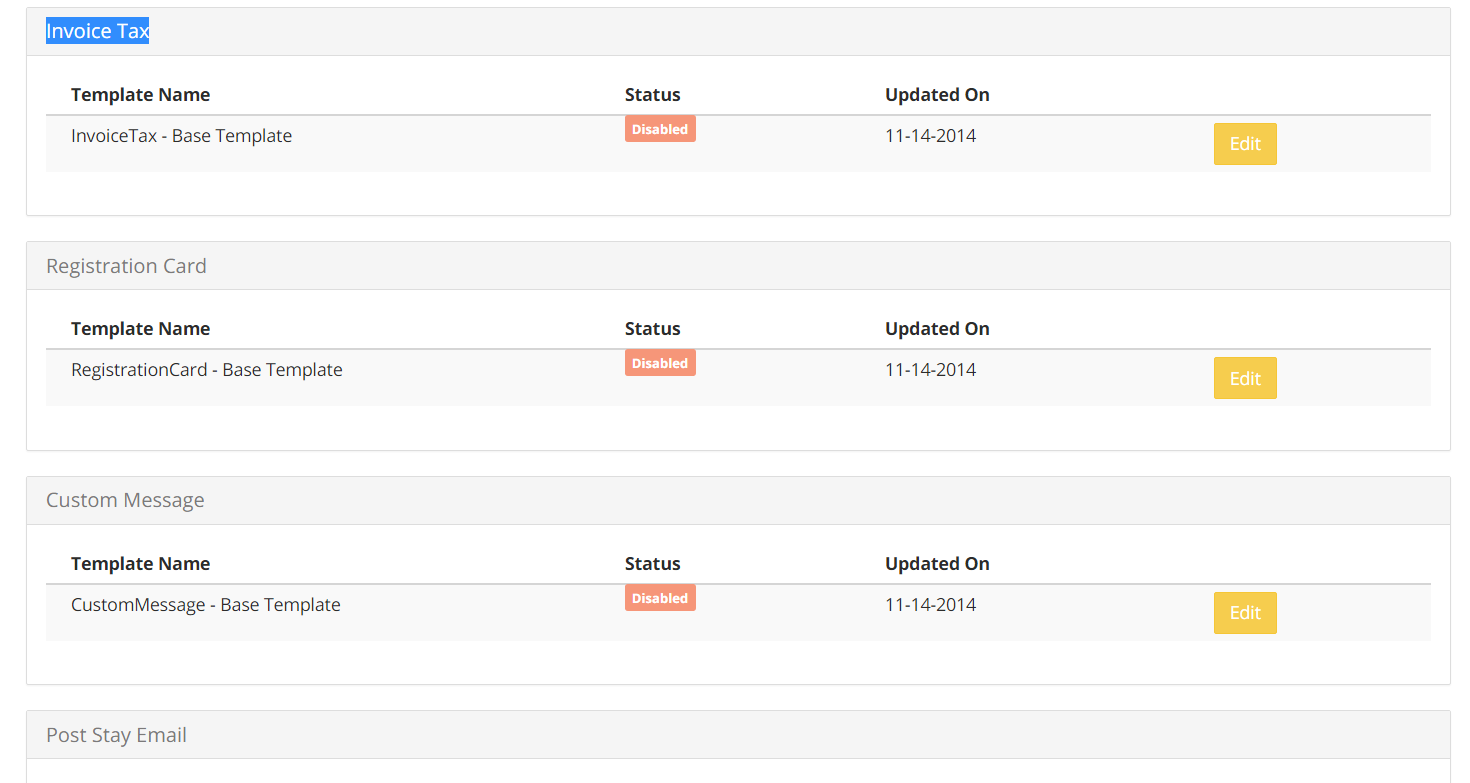 Invoice Tax
Template Name Status Updated On
InvoiceTax - Base Template Disabled 11-14-2014 Edit
Registration Card
Template Name Status Updated On
RegistrationCard - Base Template Disabled 11-14-2014 Edit
Custom Message
Template Name Status Updated On
CustomMessage - Base Template Disabled 11-14-2014 Edit
Post Stay Email